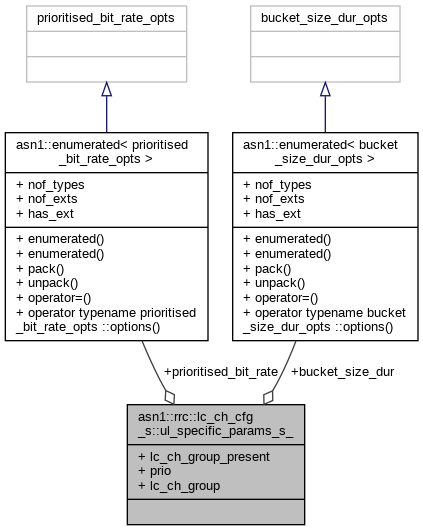 prioritised_bit_rate_opts
bucket_size_dur_opts
asn1::enumerated< prioritised
_bit_rate_opts >
+ nof_types
+ nof_exts
+ has_ext
+ enumerated()
+ enumerated()
+ pack()
+ unpack()
+ operator=()
+ operator typename prioritised
_bit_rate_opts ::options()
asn1::enumerated< bucket
_size_dur_opts >
+ nof_types
+ nof_exts
+ has_ext
+ enumerated()
+ enumerated()
+ pack()
+ unpack()
+ operator=()
+ operator typename bucket
_size_dur_opts ::options()
+prioritised_bit_rate
+bucket_size_dur
asn1::rrc::lc_ch_cfg
_s::ul_specific_params_s_
+ lc_ch_group_present
+ prio
+ lc_ch_group